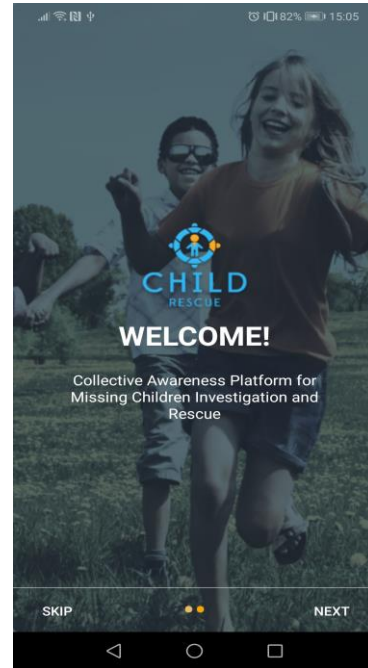 82% 15:05
CHILD
RESCUE
WELCOME!
Collective Awareness Platform for
Missing Children Investigation and
Rescue
SKIP NEXT